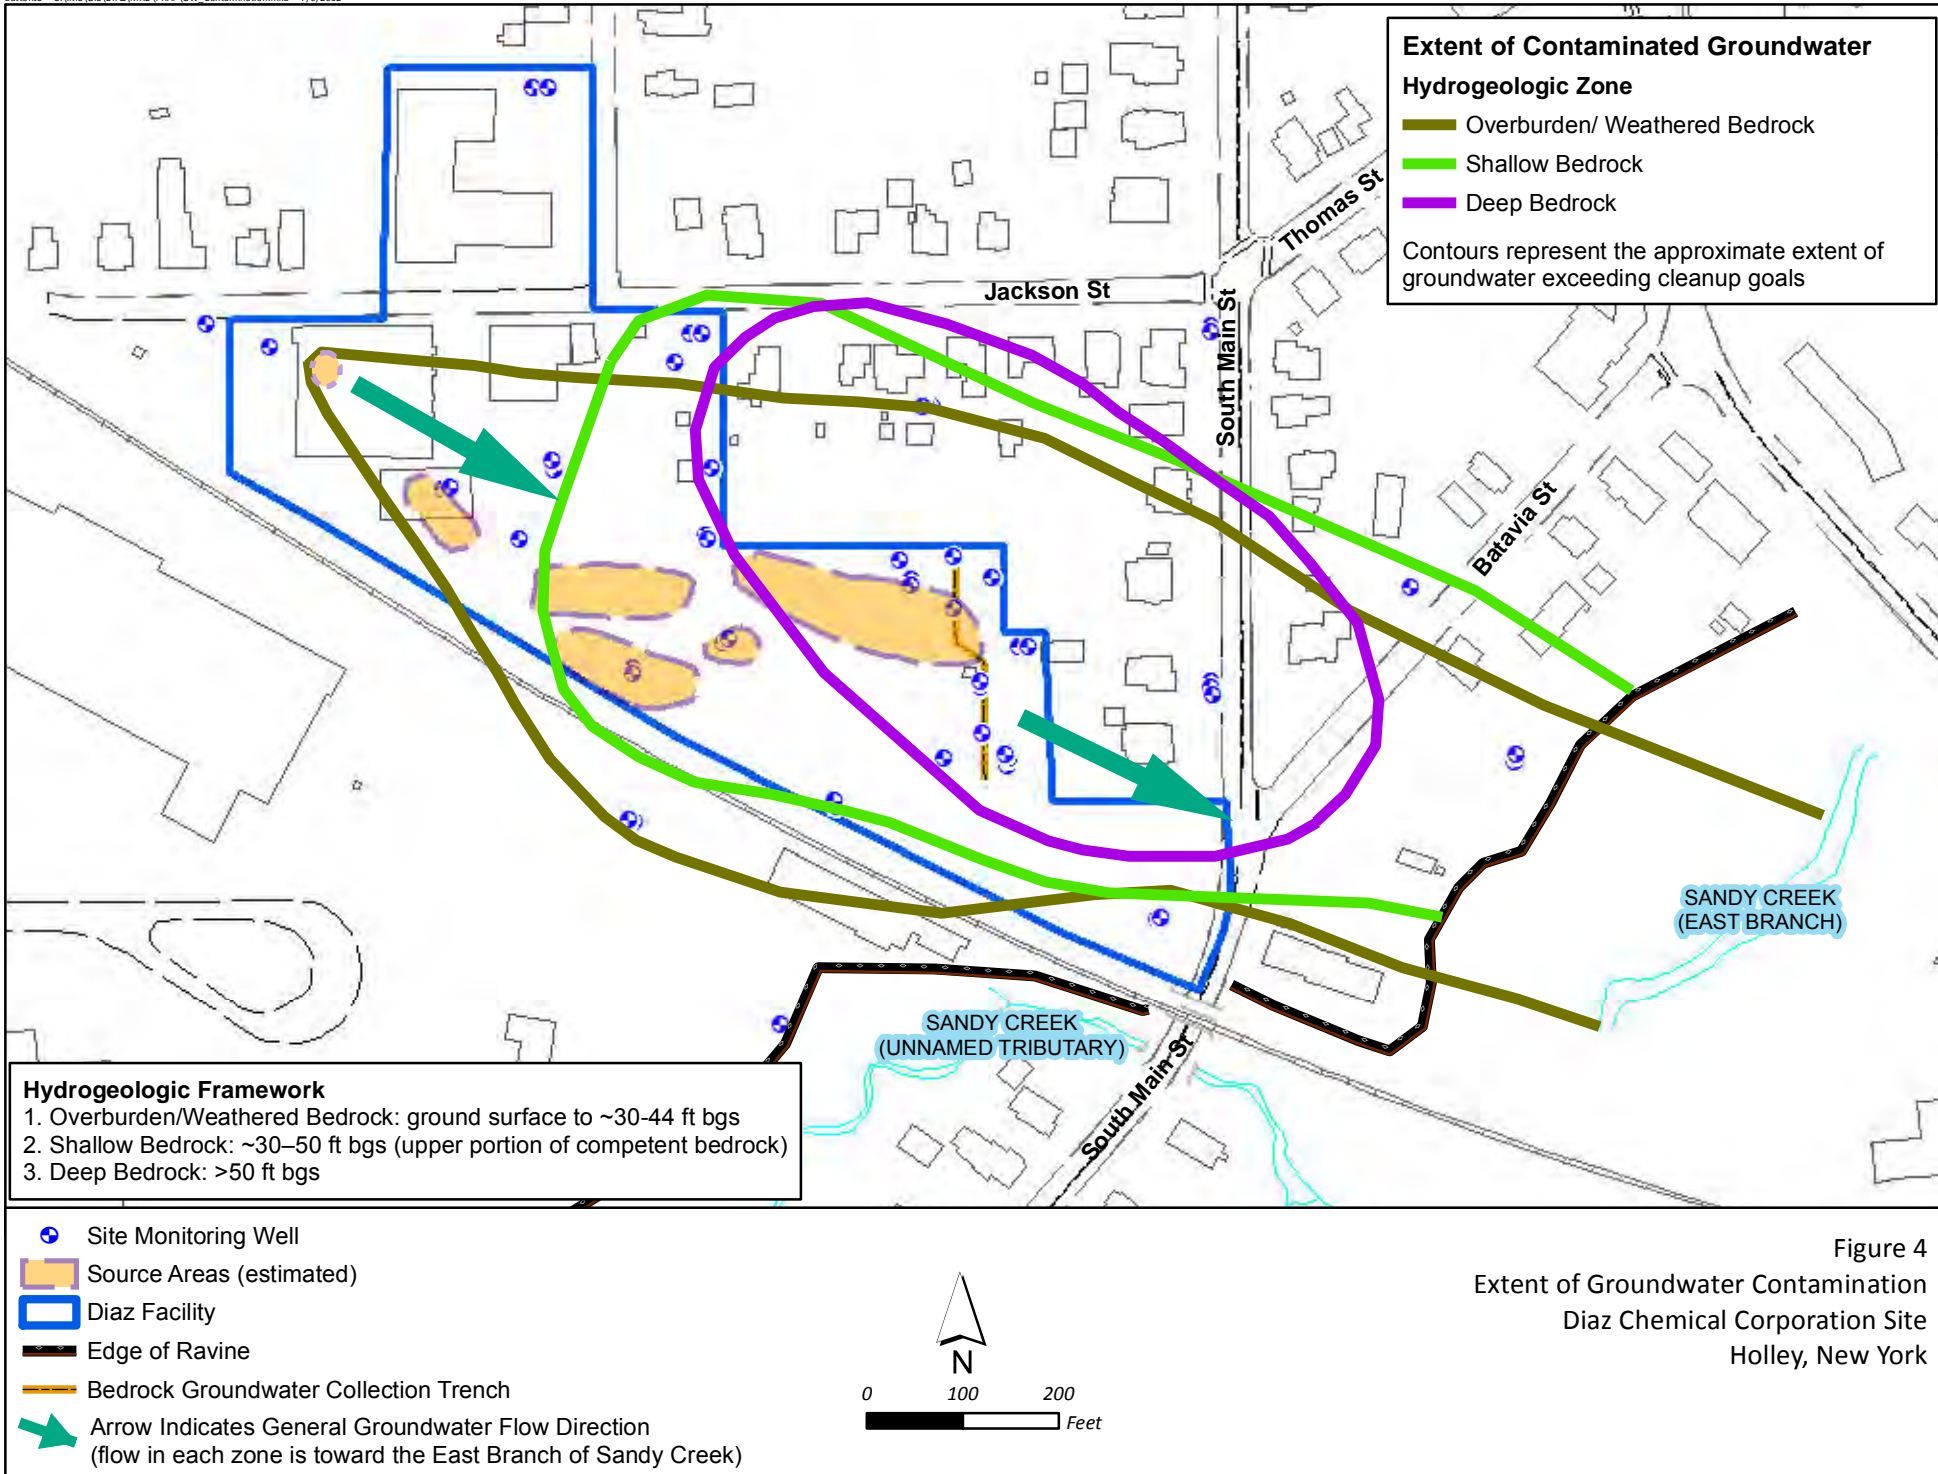 Extent of Contaminated Groundwater
Hydrogeologic Zone
Overburden/ Weathered Bedrock
Shallow Bedrock
Deep Bedrock
Contours represent the approximate extent of
groundwater exceeding cleanup goals
Thomas St
Jackson St
South Main St
Batavia St
SANDY CREEK
(EAST BRANCH)
SANDY CREEK
(UNNAMED TRIBUTARY)
South Main St
Hydrogeologic Framework
1. Overburden/Weathered Bedrock: ground surface to ~30-44 ft bgs
2. Shallow Bedrock: ~30–50 ft bgs (upper portion of competent bedrock)
3. Deep Bedrock: >50 ft bgs
Site Monitoring Well
Source Areas (estimated)
Diaz Facility
Edge of Ravine
Bedrock Groundwater Collection Trench
Arrow Indicates General Groundwater Flow Direction
(flow in each zone is toward the East Branch of Sandy Creek)
N
0 100 200
Feet
Figure 4
Extent of Groundwater Contamination
Diaz Chemical Corporation Site
Holley, New York